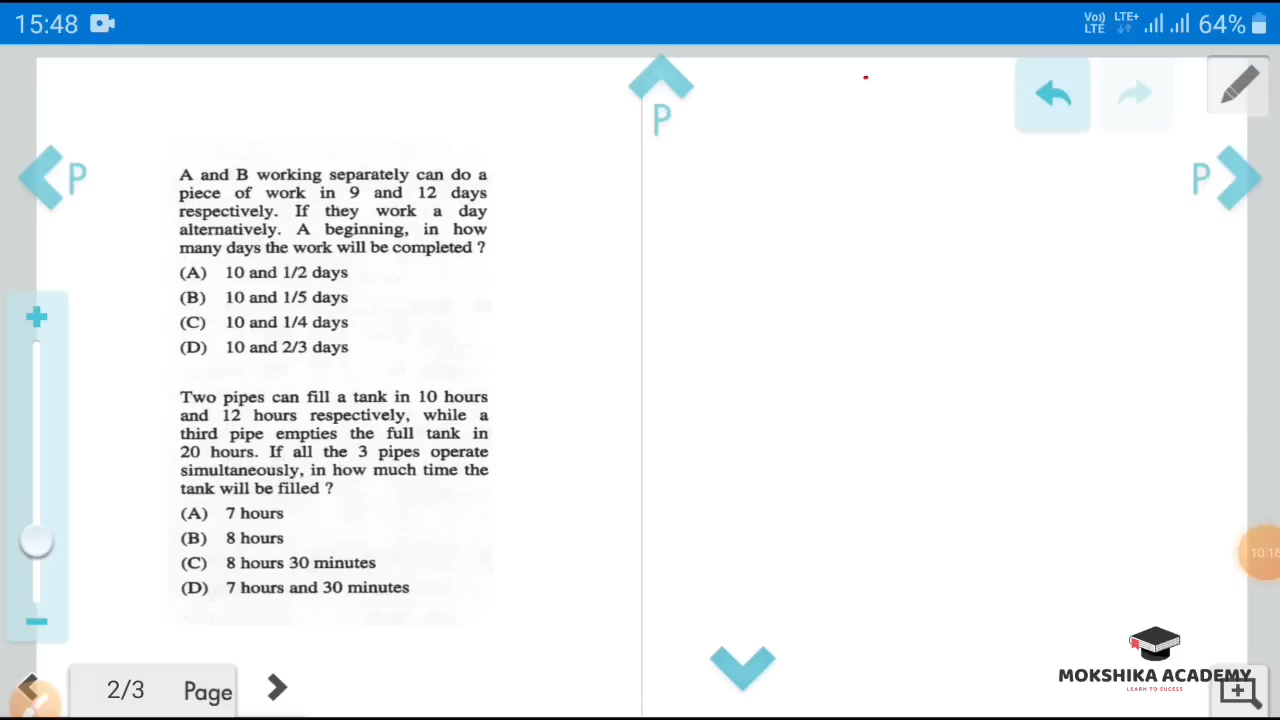 15:48
Vo)) LTE LTE+ 64%
P
P
P
A and B working separately can do a
piece of work in 9 and 12 days
respectively. If they work a day
alternatively. A beginning, in how
many days the work will be completed ?
(A) 10 and 1/2 days
(B) 10 and 1/5 days
(C) 10 and 1/4 days
(D) 10 and 2/3 days
Two pipes can fill a tank in 10 hours
and 12 hours respectively, while a
third pipe empties the full tank in
20 hours. If all the 3 pipes operate
simultaneously, in how much time the
tank will be filled ?
(A) 7 hours
(B) 8 hours
(C) 8 hours 30 minutes
(D) 7 hours and 30 minutes
10:16
MOKSHIKA ACADEMY
LEARN TO SUCESS
2/3 Page